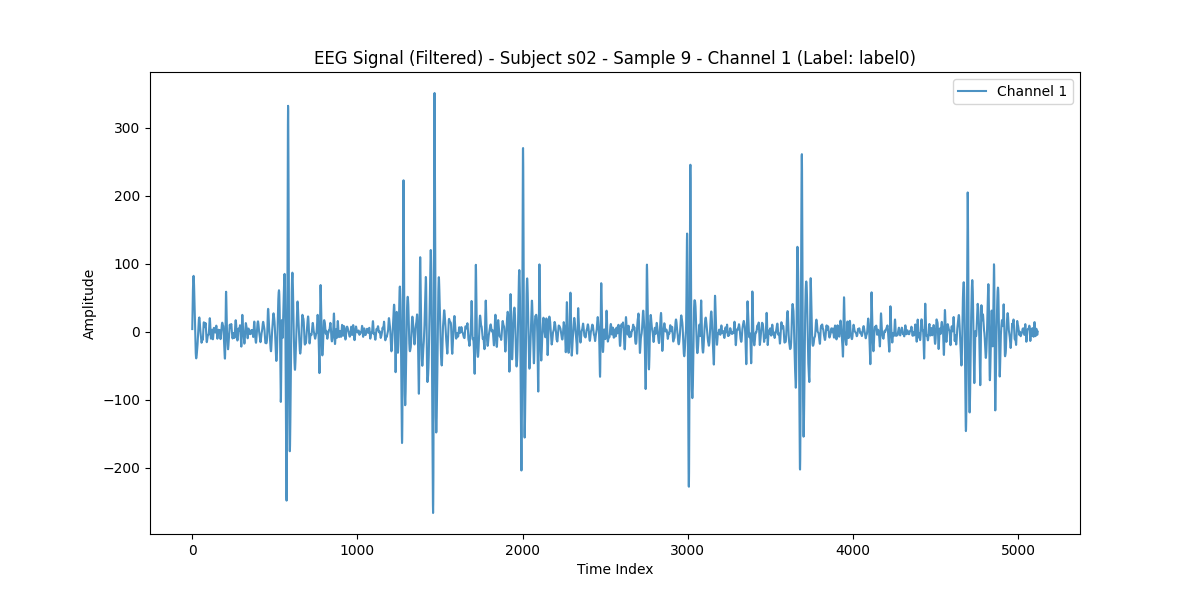 EEG Signal (Filtered) - Subject s02 - Sample 9 - Channel 1 (Label: label0)
Channel 1
300
200
100
0
−100
−200
Amplitude
0 1000 2000 3000 4000 5000
Time Index